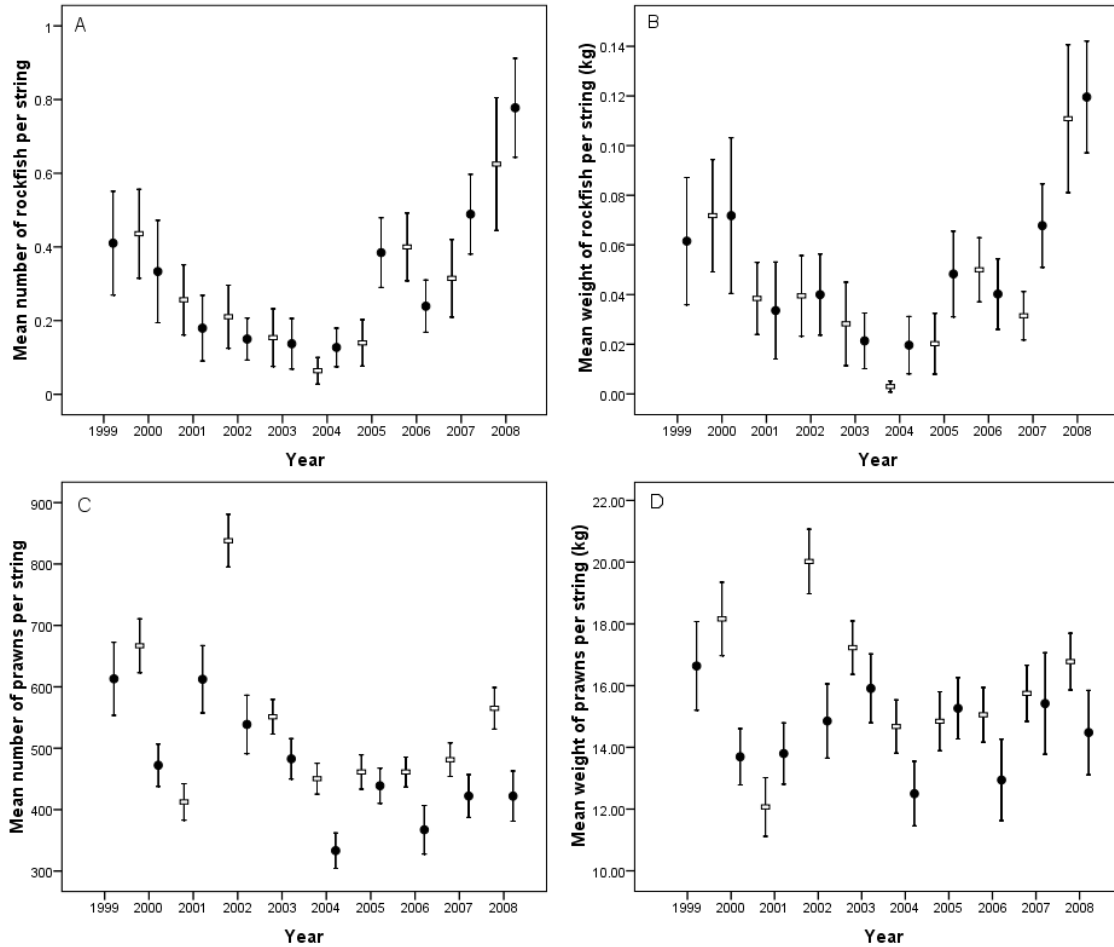 A
Mean number of rockfish per string
1
0.8
0.6
0.4
0.2
0
1999 2000 2001 2002 2003 2004 2005 2006 2007 2008
Year
B
Mean weight of rockfish per string (kg)
0.14
0.12
0.10
0.08
0.06
0.04
0.02
0.00
1999 2000 2001 2002 2003 2004 2005 2006 2007 2008
Year
C
Mean number of prawns per string
900
800
700
600
500
400
300
1999 2000 2001 2002 2003 2004 2005 2006 2007 2008
Year
D
Mean weight of prawns per string (kg)
22.00
20.00
18.00
16.00
14.00
12.00
10.00
1999 2000 2001 2002 2003 2004 2005 2006 2007 2008
Year